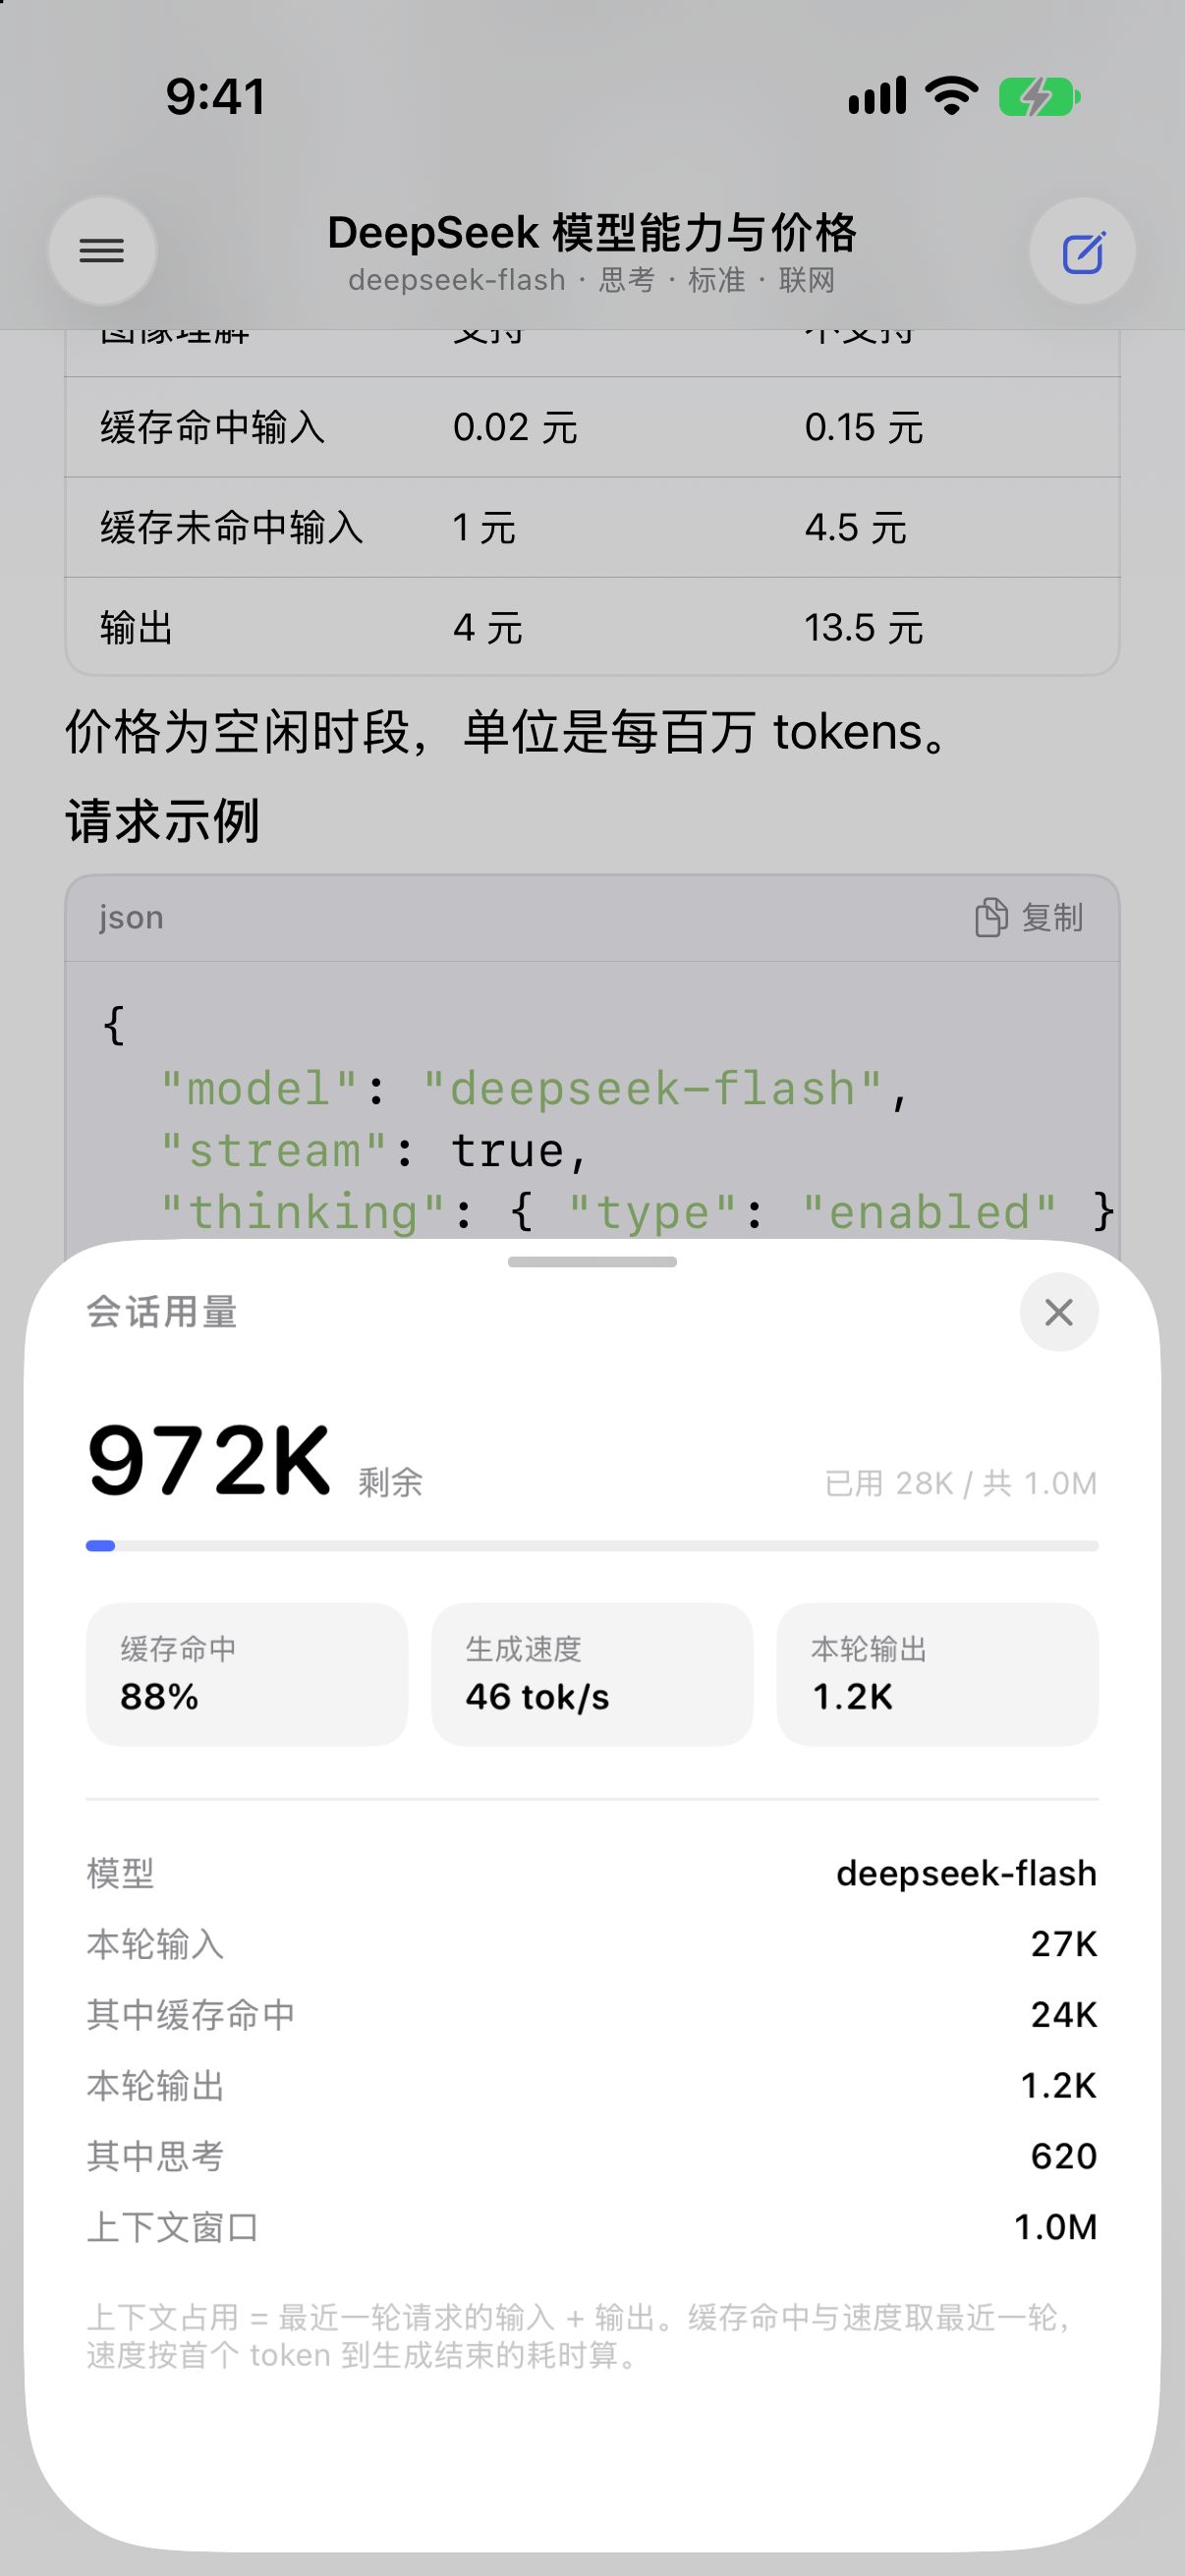 9:41
DeepSeek 模型能力与价格
deepseek-flash · 思考 · 标准 · 联网
图像理解 支持 不支持
缓存命中输入 0.02 元 0.15 元
缓存未命中输入 1 元 4.5 元
输出 4 元 13.5 元
价格为空闲时段，单位是每百万 tokens。
请求示例
json 复制
{
"model": "deepseek-flash",
"stream": true,
"thinking": { "type": "enabled" }
会话用量
972K 剩余 已用 28K / 共 1.0M
缓存命中 生成速度 本轮输出
88% 46 tok/s 1.2K
模型 deepseek-flash
本轮输入 27K
其中缓存命中 24K
本轮输出 1.2K
其中思考 620
上下文窗口 1.0M
上下文占用 = 最近一轮请求的输入 + 输出。缓存命中与速度取最近一轮，
速度按首个 token 到生成结束的耗时算。